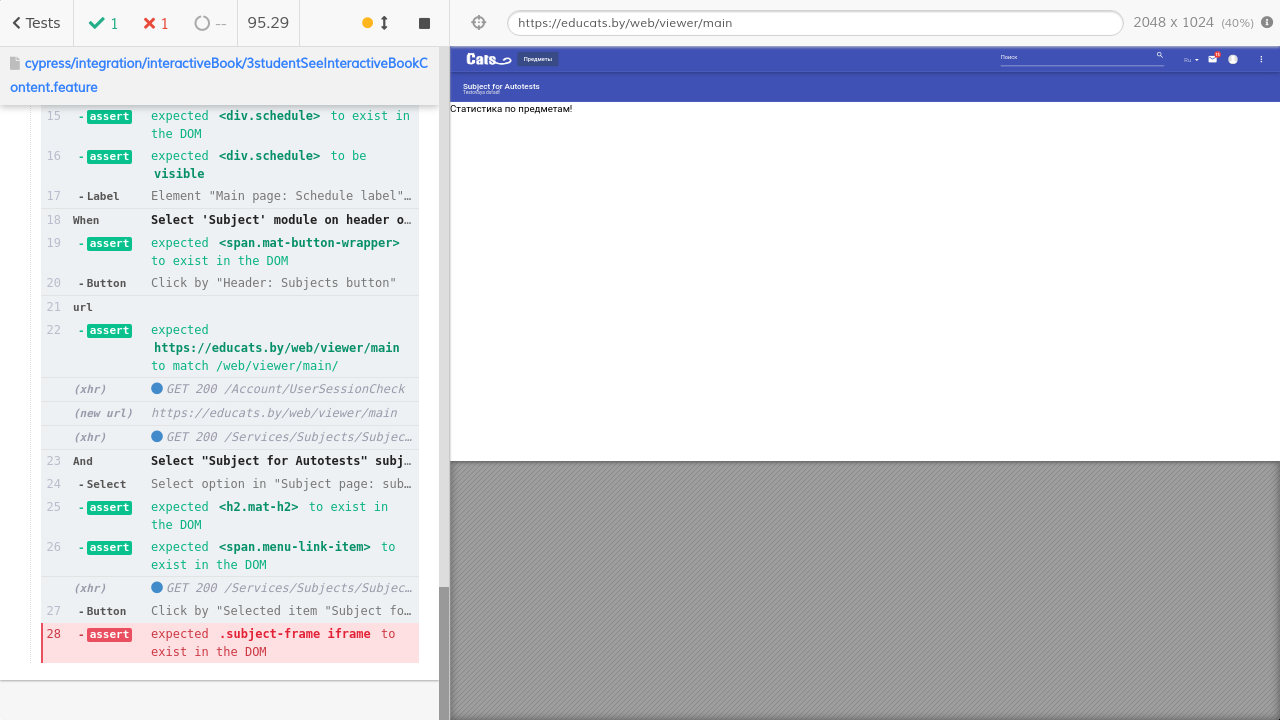 Tests 1 1 -- 95.29
https://educats.by/web/viewer/main 2048 x 1024 (40%)
cypress/integration/interactiveBook/3studentSeeInteractiveBookC
ontent.feature
15 - assert expected <div.schedule> to exist in
the DOM
16 - assert expected <div.schedule> to be
visible
17 - Label Element "Main page: Schedule label"…
18 When Select 'Subject' module on header o…
19 - assert expected <span.mat-button-wrapper>
to exist in the DOM
20 - Button Click by "Header: Subjects button"
21 url
22 - assert expected
https://educats.by/web/viewer/main
to match /web/viewer/main/
(xhr) GET 200 /Account/UserSessionCheck
(new url) https://educats.by/web/viewer/main
(xhr) GET 200 /Services/Subjects/Subjec…
23 And Select "Subject for Autotests" subj…
24 - Select Select option in "Subject page: sub…
25 - assert expected <h2.mat-h2> to exist in
the DOM
26 - assert expected <span.menu-link-item> to
exist in the DOM
(xhr) GET 200 /Services/Subjects/Subjec…
27 - Button Click by "Selected item "Subject fo…
28 - assert expected .subject-frame iframe to
exist in the DOM
Cats Предметы Поиск Ru
Subject for Autotests
Статистика по предметам!